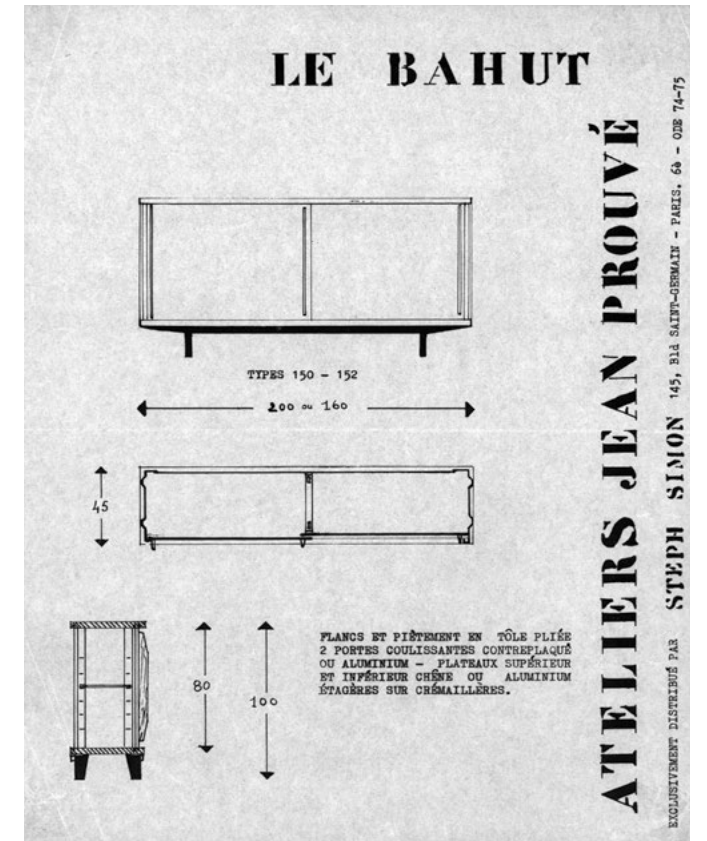 LE BAHUT
TYPES 150 - 152
200 ou 160
45
80
100
FLANCS ET PIÈTEMENT EN TÔLE PLIÉE
2 PORTES COULISSANTES CONTREPLAQUÉ
OU ALUMINIUM - PLATEAUX SUPÉRIEUR
ET INFÉRIEUR CHÊNE OU ALUMINIUM
ÉTAGÈRES SUR CRÉMAILLÈRES.
ATELIERS JEAN PROUVÉ
EXCLUSIVEMENT DISTRIBUÉ PAR STEPH SIMON 145, Bld SAINT-GERMAIN - PARIS. 6è - ODE 74-75